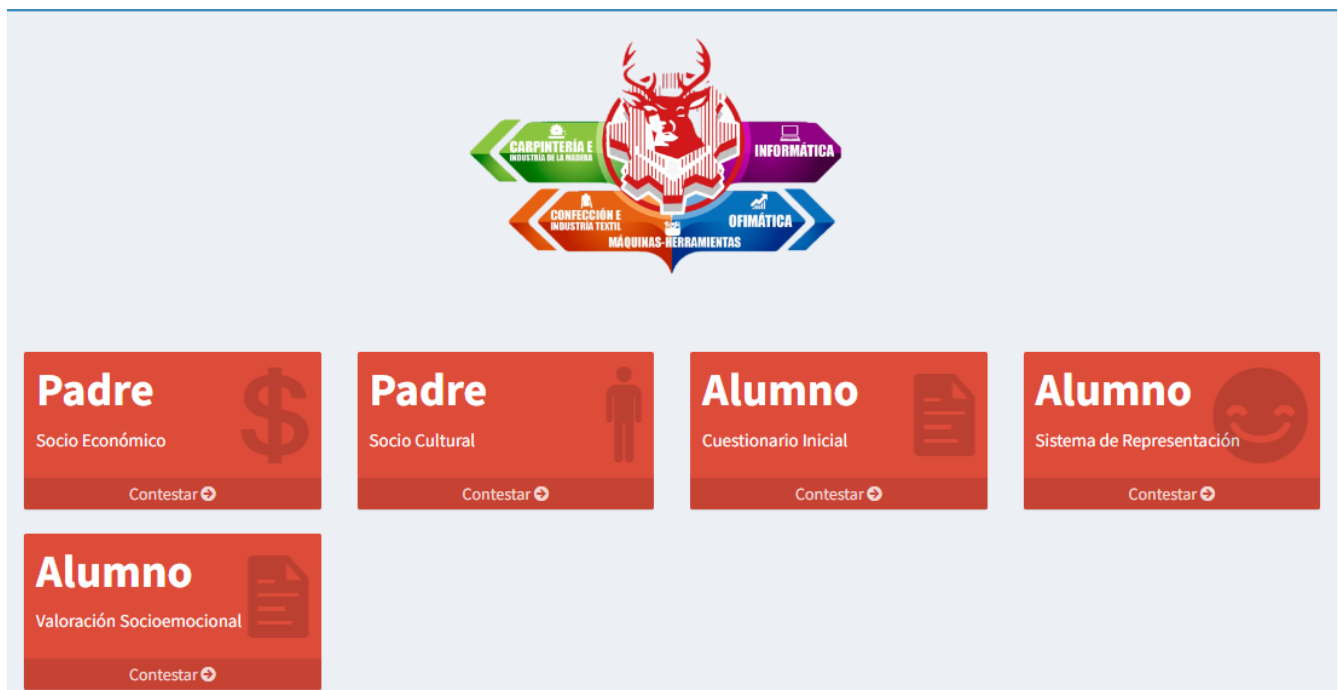 CARPINTERÍA E
INDUSTRIA DE LA MADERA
INFORMÁTICA
CONFECCIÓN E
INDUSTRIA TEXTIL
OFIMÁTICA
MÁQUINAS-HERRAMIENTAS
Padre
Socio Económico
Contestar
Padre
Socio Cultural
Contestar
Alumno
Cuestionario Inicial
Contestar
Alumno
Sistema de Representación
Contestar
Alumno
Valoración Socioemocional
Contestar